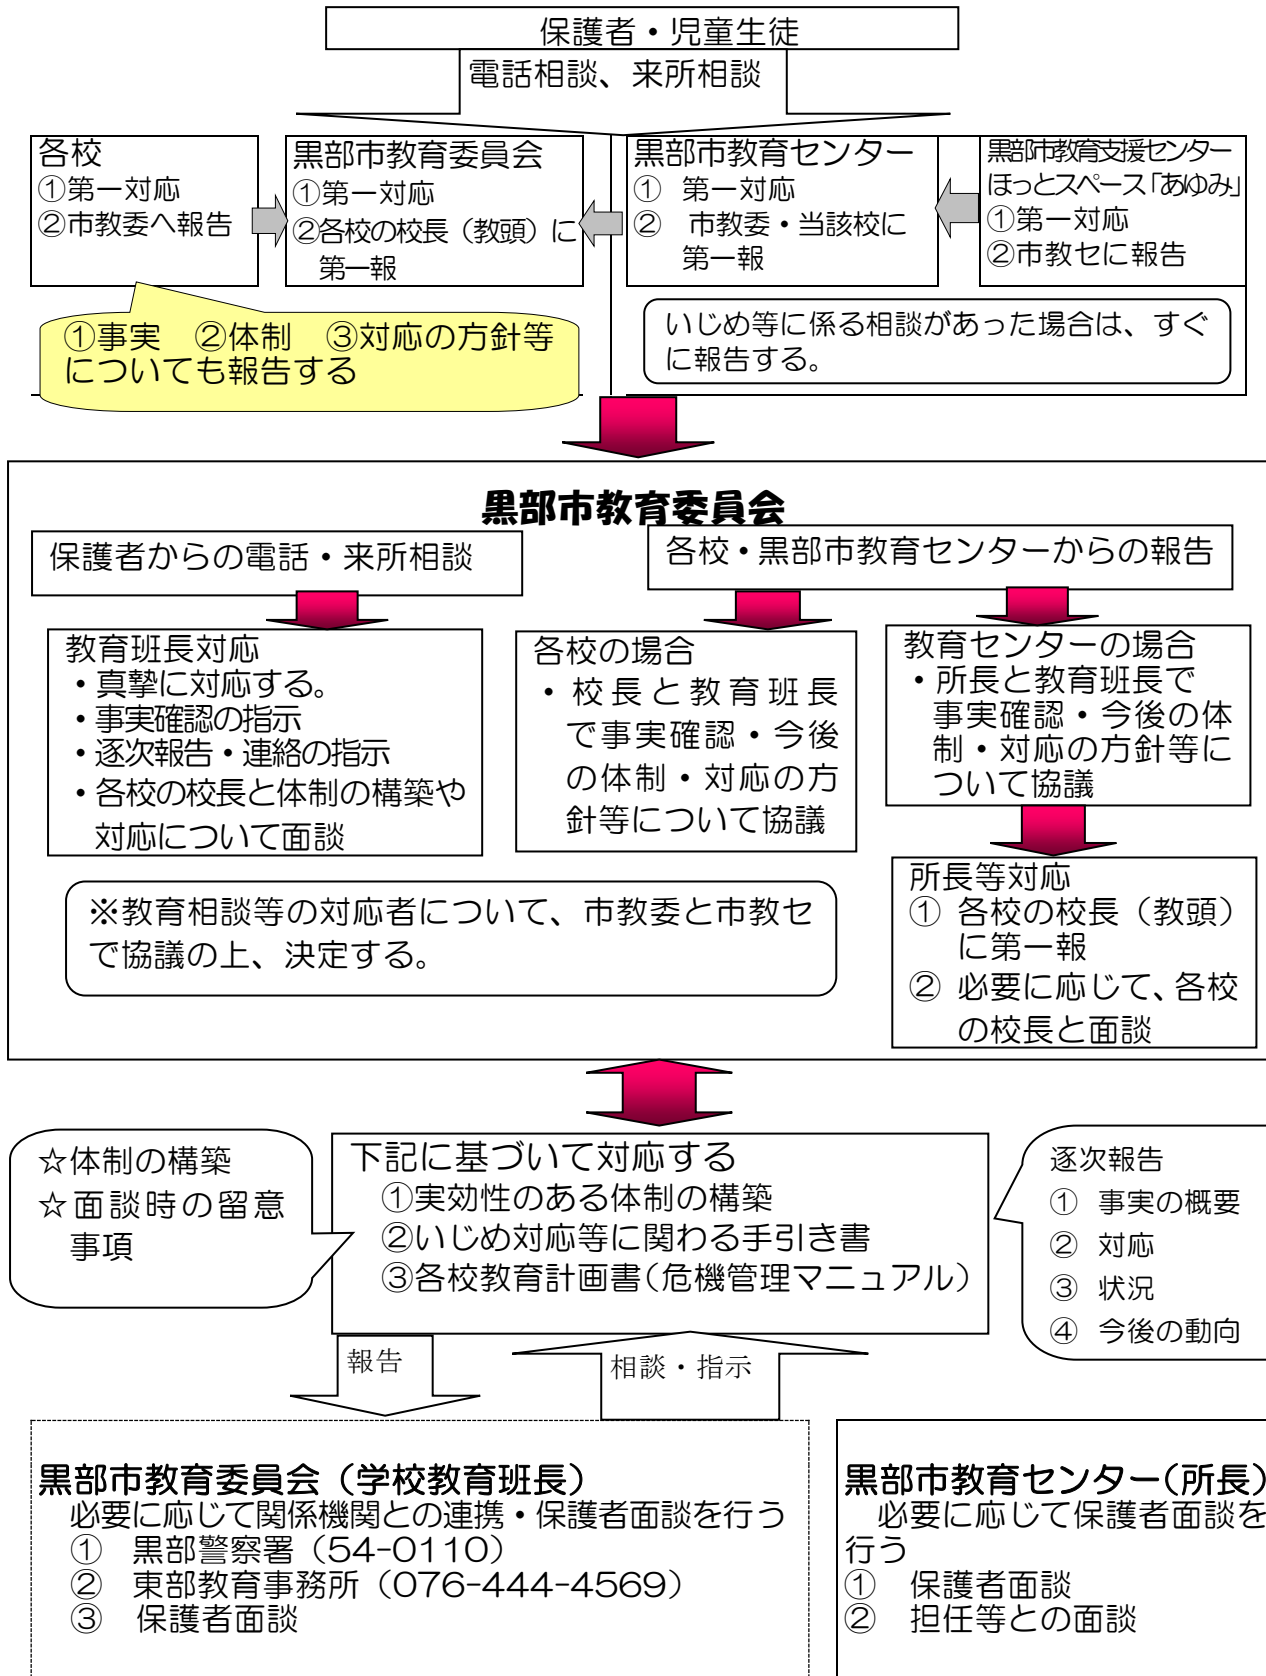 保護者・児童生徒
電話相談、来所相談
各校
①第一対応
②市教委へ報告
黒部市教育委員会
①第一対応
②各校の校長（教頭）に
第一報
黒部市教育センター
① 第一対応
② 市教委・当該校に
第一報
黒部市教育支援センター
ほっとスペース「あゆみ」
①第一対応
②市教セに報告
①事実　②体制　③対応の方針等
についても報告する
いじめ等に係る相談があった場合は、すぐ
に報告する。
黒部市教育委員会
保護者からの電話・来所相談
各校・黒部市教育センターからの報告
教育班長対応
・真摯に対応する。
・事実確認の指示
・逐次報告・連絡の指示
・各校の校長と体制の構築や
対応について面談
各校の場合
・校長と教育班長
で事実確認・今後
の体制・対応の方
針等について協議
教育センターの場合
・所長と教育班長で
事実確認・今後の体
制・対応の方針等に
ついて協議
※教育相談等の対応者について、市教委と市教セ
で協議の上、決定する。
所長等対応
① 各校の校長（教頭）
に第一報
② 必要に応じて、各校
の校長と面談
☆体制の構築
☆面談時の留意
事項
下記に基づいて対応する
①実効性のある体制の構築
②いじめ対応等に関わる手引き書
③各校教育計画書（危機管理マニュアル）
逐次報告
① 事実の概要
② 対応
③ 状況
④ 今後の動向
報告
相談・指示
黒部市教育委員会（学校教育班長）
必要に応じて関係機関との連携・保護者面談を行う
① 黒部警察署（54-0110）
② 東部教育事務所（076-444-4569）
③ 保護者面談
黒部市教育センター（所長）
必要に応じて保護者面談を
行う
① 保護者面談
② 担任等との面談